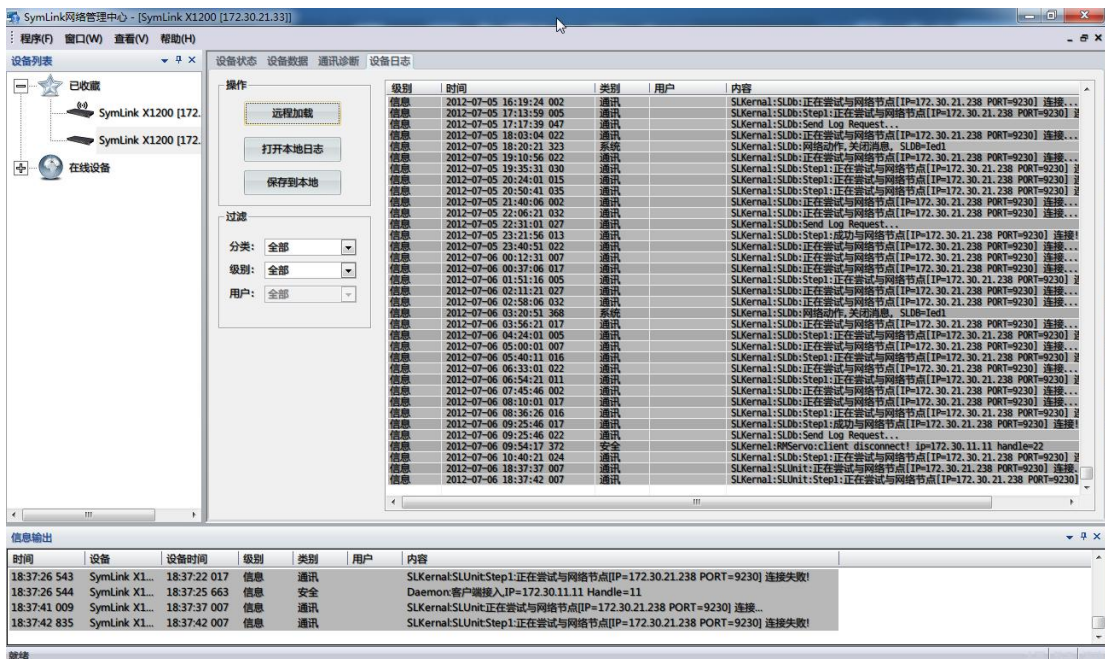 SymLink网络管理中心 - [SymLink X1200 [172.30.21.33]]
程序(F) 窗口(W) 查看(V) 帮助(H)
设备列表
已收藏
SymLink X1200 [172.
SymLink X1200 [172.
在线设备
设备状态 设备数据 通讯诊断 设备日志
操作
远程加载
打开本地日志
保存到本地
过滤
分类: 全部
级别: 全部
用户: 全部
级别 时间 类别 用户 内容
信息 2012-07-05 16:19:24 002 通讯 SLKernal:SLDb:正在尝试与网络节点[IP=172.30.21.238 PORT=9230] 连接...
信息 2012-07-05 17:13:59 005 通讯 SLKernal:SLDb:Step1:正在尝试与网络节点[IP=172.30.21.238 PORT=9230]
信息 2012-07-05 17:17:39 047 通讯 SLKernal:SLDb:Send Log Request...
信息 2012-07-05 18:03:04 022 通讯 SLKernal:SLDb:正在尝试与网络节点[IP=172.30.21.238 PORT=9230] 连接...
信息 2012-07-05 18:20:21 323 系统 SLKernal:SLDb:网络动作,关闭消息, SLDB=Ied1
信息 2012-07-05 19:10:56 022 通讯 SLKernal:SLDb:正在尝试与网络节点[IP=172.30.21.238 PORT=9230] 连接...
信息 2012-07-05 19:35:31 030 通讯 SLKernal:SLDb:Step1:正在尝试与网络节点[IP=172.30.21.238 PORT=9230]
信息 2012-07-05 20:24:01 015 通讯 SLKernal:SLDb:Step1:正在尝试与网络节点[IP=172.30.21.238 PORT=9230]
信息 2012-07-05 20:50:41 035 通讯 SLKernal:SLDb:Step1:正在尝试与网络节点[IP=172.30.21.238 PORT=9230]
信息 2012-07-05 21:40:06 002 通讯 SLKernal:SLDb:正在尝试与网络节点[IP=172.30.21.238 PORT=9230] 连接...
信息 2012-07-05 22:06:21 032 通讯 SLKernal:SLDb:正在尝试与网络节点[IP=172.30.21.238 PORT=9230] 连接...
信息 2012-07-05 22:31:01 027 通讯 SLKernal:SLDb:Send Log Request...
信息 2012-07-05 23:21:56 013 通讯 SLKernal:SLDb:Step1:成功与网络节点[IP=172.30.21.238 PORT=9230] 连接!
信息 2012-07-05 23:40:51 022 通讯 SLKernal:SLDb:正在尝试与网络节点[IP=172.30.21.238 PORT=9230] 连接...
信息 2012-07-06 00:12:31 007 通讯 SLKernal:SLDb:正在尝试与网络节点[IP=172.30.21.238 PORT=9230] 连接...
信息 2012-07-06 00:37:06 017 通讯 SLKernal:SLDb:正在尝试与网络节点[IP=172.30.21.238 PORT=9230] 连接...
信息 2012-07-06 01:51:16 005 通讯 SLKernal:SLDb:Step1:正在尝试与网络节点[IP=172.30.21.238 PORT=9230]
信息 2012-07-06 02:11:21 027 通讯 SLKernal:SLDb:正在尝试与网络节点[IP=172.30.21.238 PORT=9230] 连接...
信息 2012-07-06 02:58:06 032 通讯 SLKernal:SLDb:正在尝试与网络节点[IP=172.30.21.238 PORT=9230] 连接...
信息 2012-07-06 03:20:51 368 系统 SLKernal:SLDb:网络动作,关闭消息, SLDB=Ied1
信息 2012-07-06 03:56:21 017 通讯 SLKernal:SLDb:正在尝试与网络节点[IP=172.30.21.238 PORT=9230] 连接...
信息 2012-07-06 04:24:01 005 通讯 SLKernal:SLDb:Step1:正在尝试与网络节点[IP=172.30.21.238 PORT=9230]
信息 2012-07-06 05:00:01 007 通讯 SLKernal:SLDb:正在尝试与网络节点[IP=172.30.21.238 PORT=9230] 连接...
信息 2012-07-06 05:40:11 016 通讯 SLKernal:SLDb:Step1:正在尝试与网络节点[IP=172.30.21.238 PORT=9230]
信息 2012-07-06 06:33:01 022 通讯 SLKernal:SLDb:正在尝试与网络节点[IP=172.30.21.238 PORT=9230] 连接...
信息 2012-07-06 06:54:21 011 通讯 SLKernal:SLDb:Step1:正在尝试与网络节点[IP=172.30.21.238 PORT=9230]
信息 2012-07-06 07:45:46 002 通讯 SLKernal:SLDb:正在尝试与网络节点[IP=172.30.21.238 PORT=9230] 连接...
信息 2012-07-06 08:10:01 017 通讯 SLKernal:SLDb:正在尝试与网络节点[IP=172.30.21.238 PORT=9230] 连接...
信息 2012-07-06 08:36:26 016 通讯 SLKernal:SLDb:Step1:正在尝试与网络节点[IP=172.30.21.238 PORT=9230]
信息 2012-07-06 09:25:46 017 通讯 SLKernal:SLDb:Step1:成功与网络节点[IP=172.30.21.238 PORT=9230] 连接!
信息 2012-07-06 09:25:46 022 通讯 SLKernal:SLDb:Send Log Request...
信息 2012-07-06 09:54:17 372 安全 SLKernel:RMServo:client disconnect! ip=172.30.11.11 handle=22
信息 2012-07-06 10:40:21 024 通讯 SLKernal:SLDb:Step1:正在尝试与网络节点[IP=172.30.21.238 PORT=9230]
信息 2012-07-06 18:37:37 007 通讯 SLKernal:SLUnit:正在尝试与网络节点[IP=172.30.21.238 PORT=9230] 连接.
信息 2012-07-06 18:37:42 007 通讯 SLKernal:SLUnit:Step1:正在尝试与网络节点[IP=172.30.21.238 PORT=9230]
信息输出
时间 设备 设备时间 级别 类别 用户 内容
18:37:26 543 SymLink X1... 18:37:22 017 信息 通讯 SLKernal:SLUnit:Step1:正在尝试与网络节点[IP=172.30.21.238 PORT=9230] 连接失败!
18:37:26 544 SymLink X1... 18:37:25 663 信息 安全 Daemon:客户端接入,IP=172.30.11.11 Handle=11
18:37:41 009 SymLink X1... 18:37:37 007 信息 通讯 SLKernal:SLUnit:正在尝试与网络节点[IP=172.30.21.238 PORT=9230] 连接...
18:37:42 835 SymLink X1... 18:37:42 007 信息 通讯 SLKernal:SLUnit:Step1:正在尝试与网络节点[IP=172.30.21.238 PORT=9230] 连接失败!
就绪